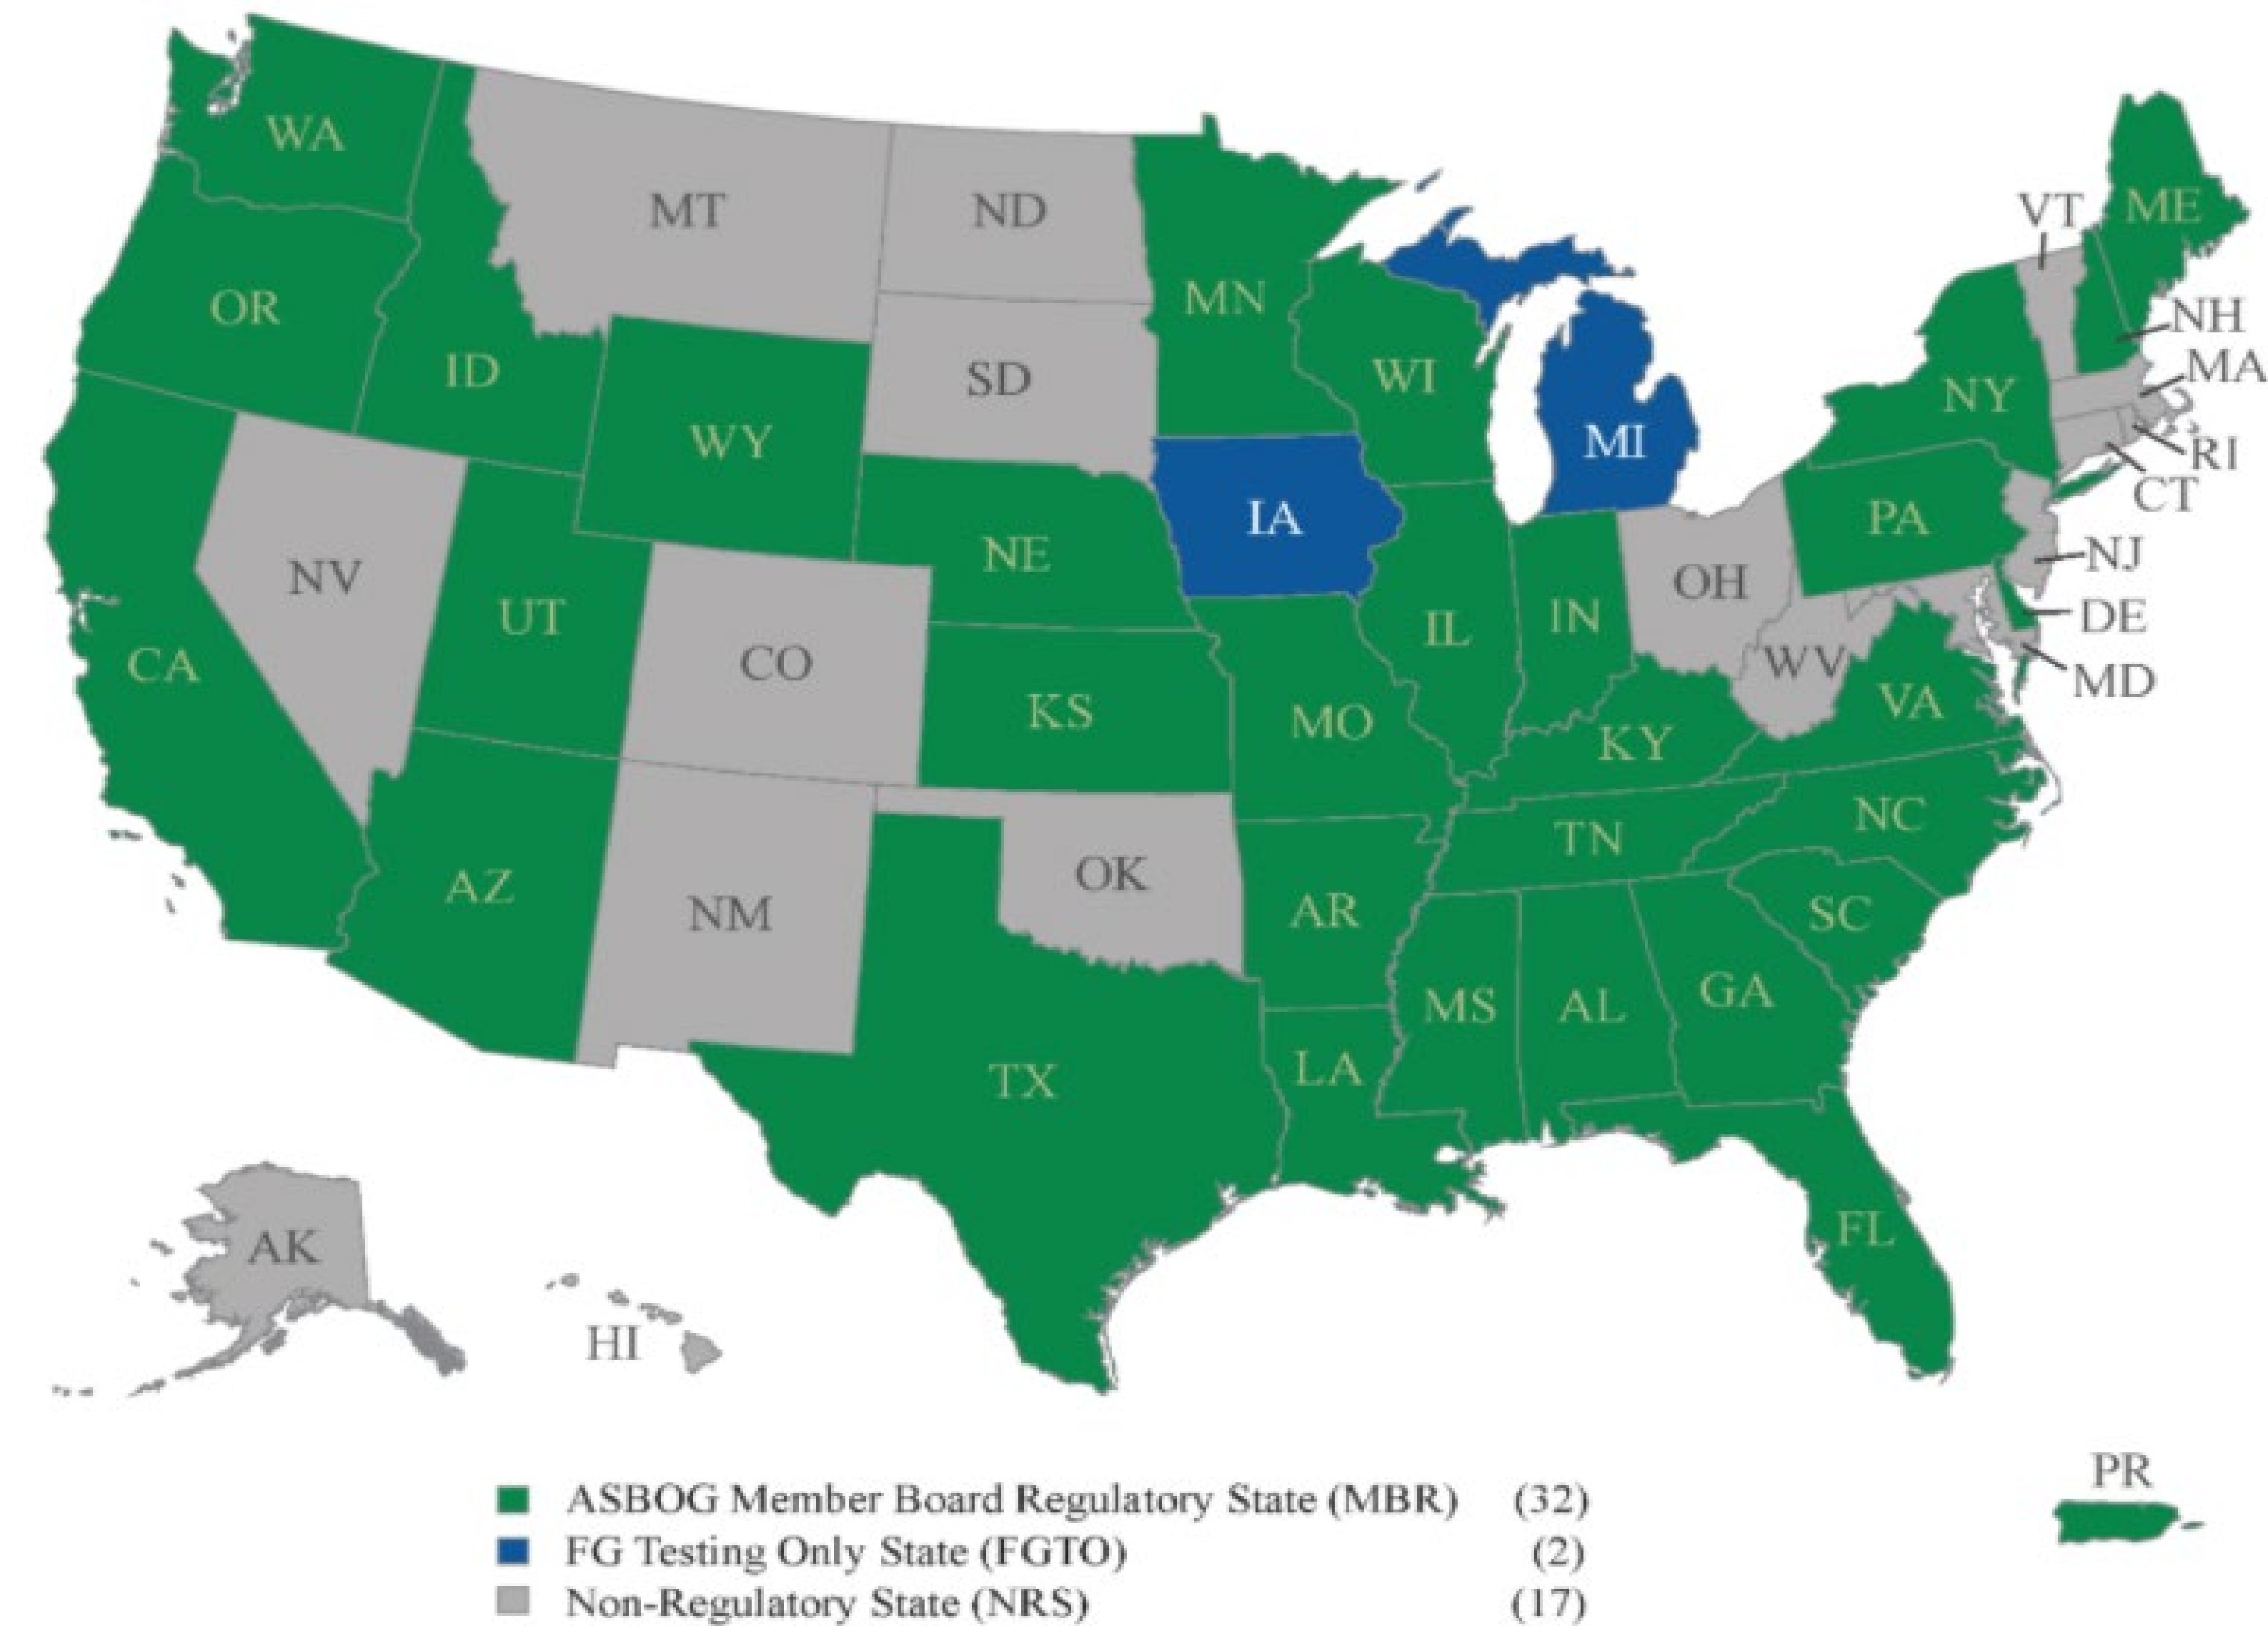 WA
MT
ND
VT
ME
OR
MN
NH
ID
SD
WI
MA
NY
WY
MI
RI
CT
IA
PA
NE
NJ
NV
OH
UT
IL
IN
DE
CO
WV
CA
MD
KS
VA
MO
KY
NC
TN
OK
AZ
AR
NM
SC
GA
MS
AL
LA
TX
FL
AK
HI
PR
ASBOG Member Board Regulatory State (MBR) (32)
FG Testing Only State (FGTO) (2)
Non-Regulatory State (NRS) (17)